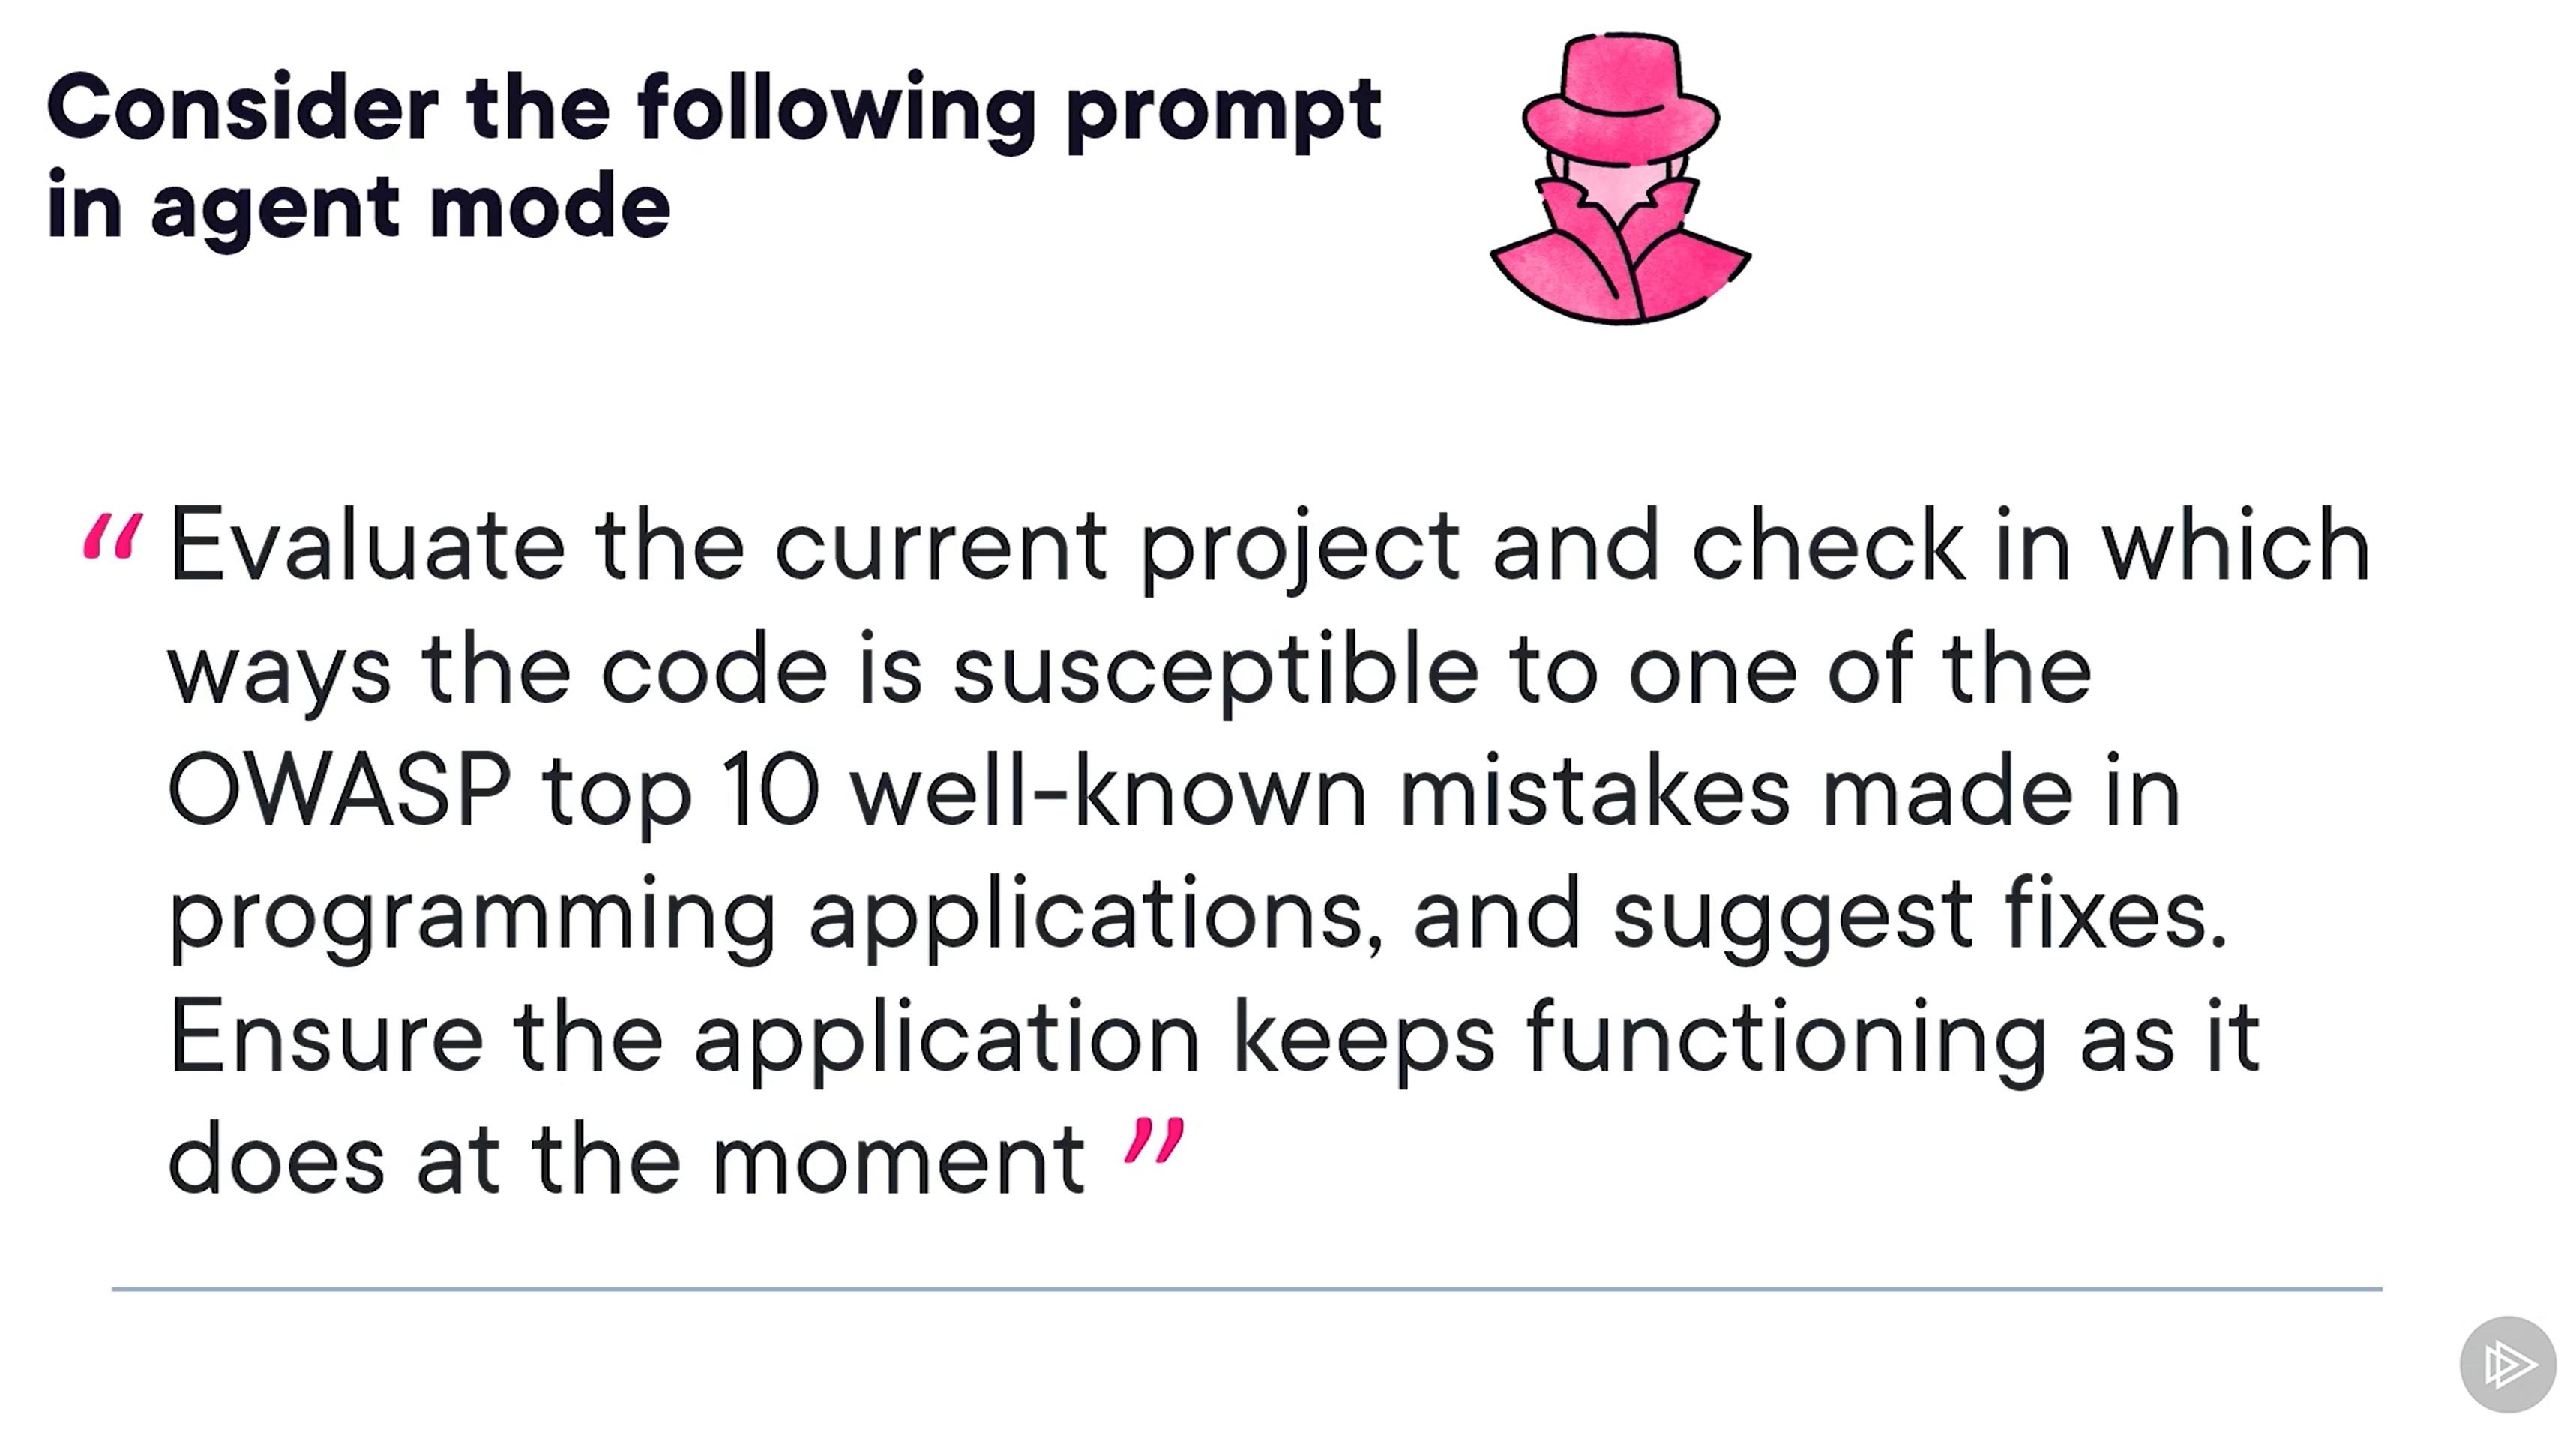 Consider the following prompt
in agent mode
“ Evaluate the current project and check in which
ways the code is susceptible to one of the
OWASP top 10 well-known mistakes made in
programming applications, and suggest fixes.
Ensure the application keeps functioning as it
does at the moment ”